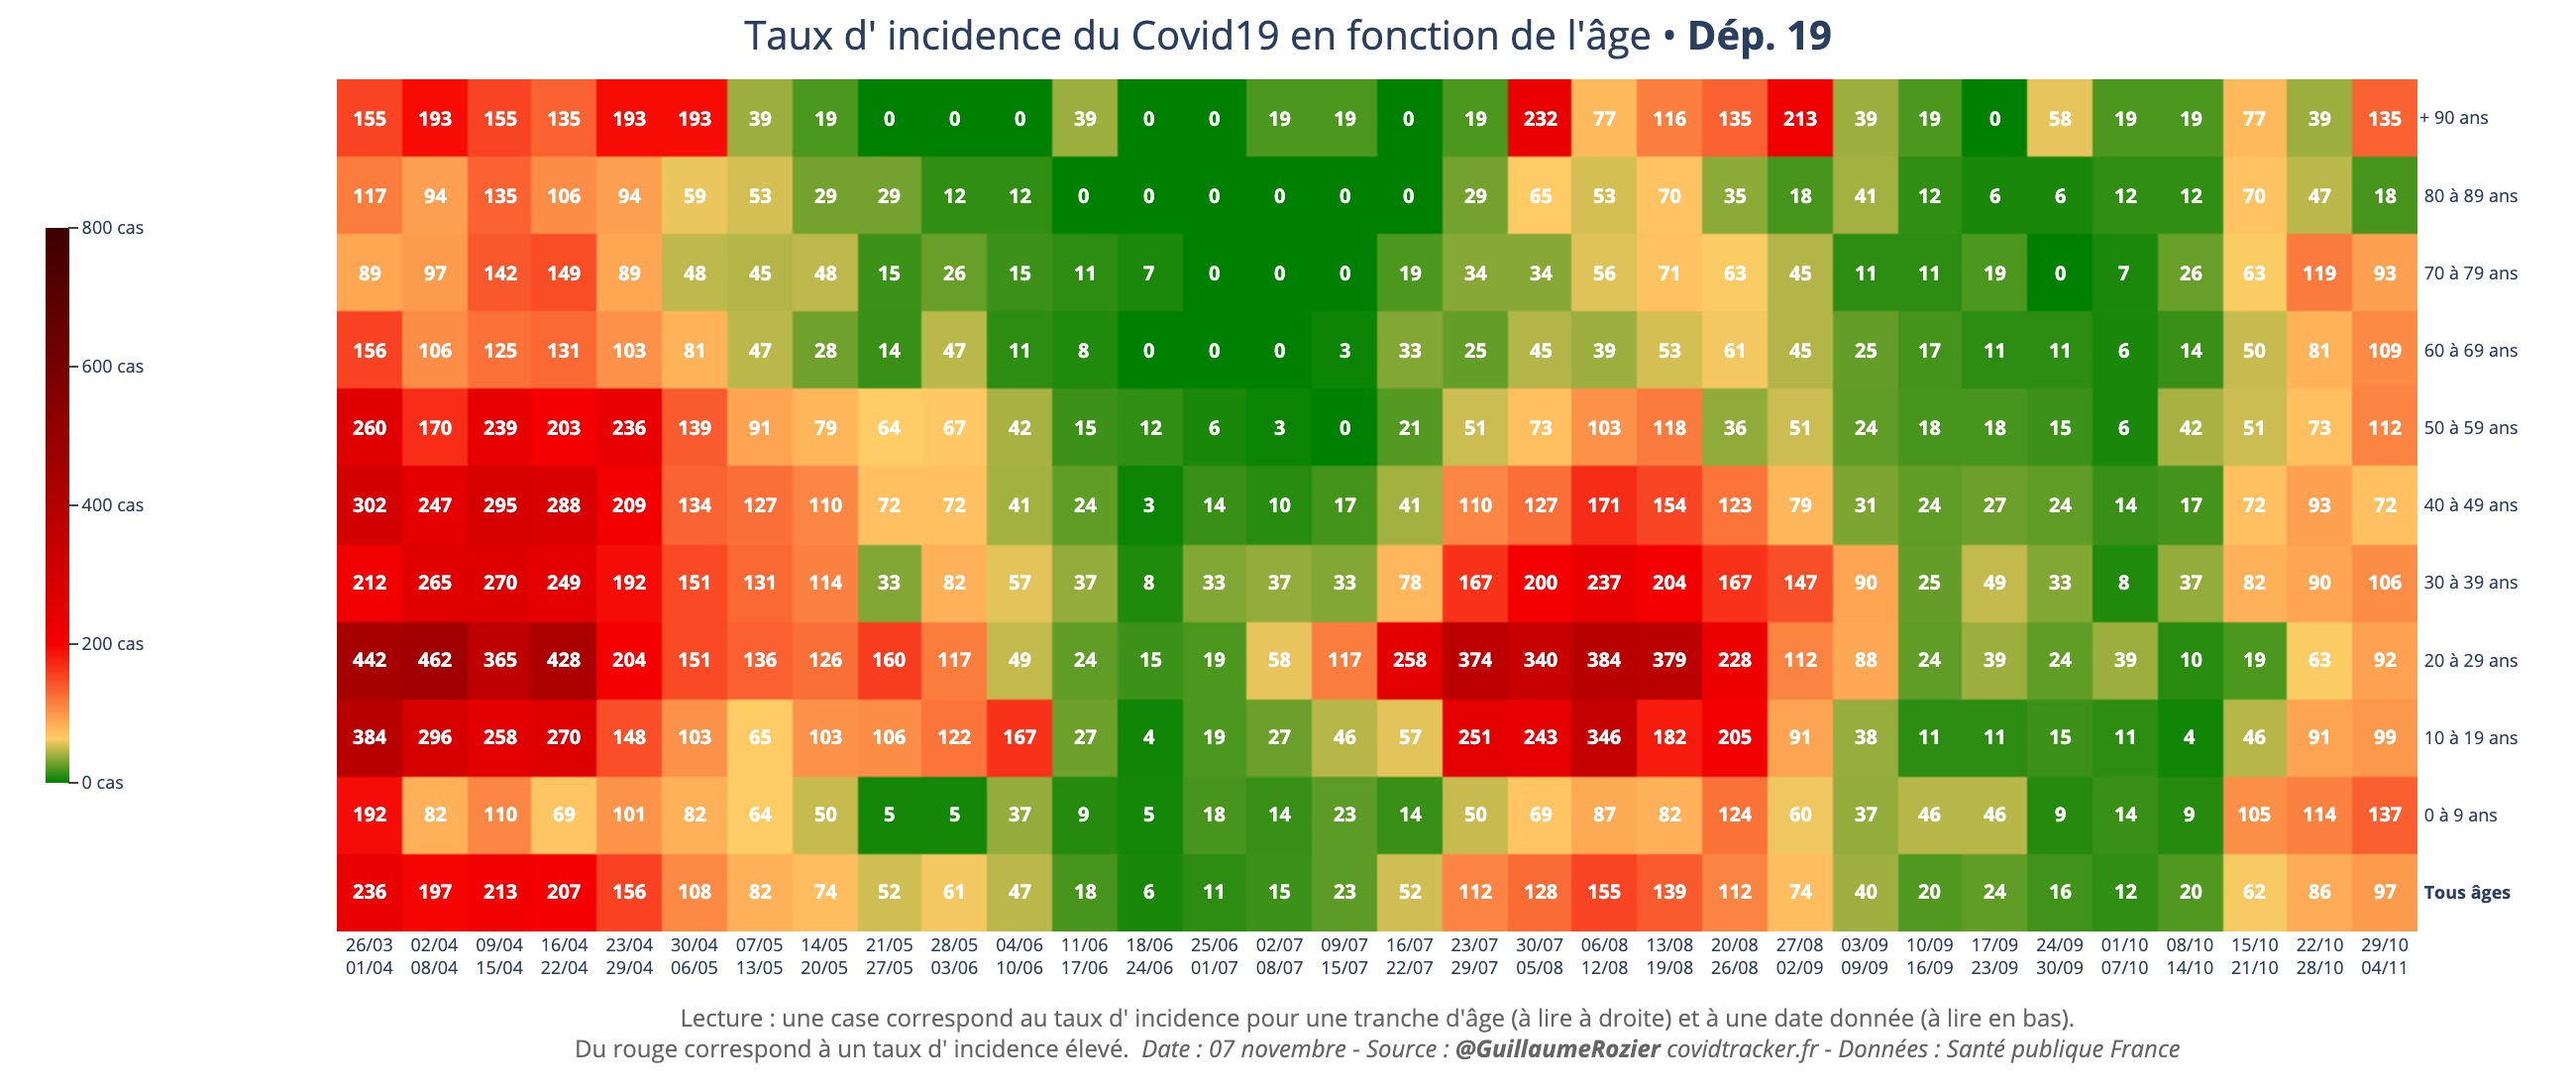 Taux d' incidence du Covid19 en fonction de l'âge • Dép. 19
800 cas
600 cas
400 cas
200 cas
0 cas
155 193 155 135 193 193 39 19 0 0 0 39 0 0 19 19 0 19 232 77 116 135 213 39 19 0 58 19 19 77 39 135 + 90 ans
117 94 135 106 94 59 53 29 29 12 12 0 0 0 0 0 0 29 65 53 70 35 18 41 12 6 6 12 12 70 47 18 80 à 89 ans
89 97 142 149 89 48 45 48 15 26 15 11 7 0 0 0 19 34 34 56 71 63 45 11 11 19 0 7 26 63 119 93 70 à 79 ans
156 106 125 131 103 81 47 28 14 47 11 8 0 0 0 3 33 25 45 39 53 61 45 25 17 11 11 6 14 50 81 109 60 à 69 ans
260 170 239 203 236 139 91 79 64 67 42 15 12 6 3 0 21 51 73 103 118 36 51 24 18 18 15 6 42 51 73 112 50 à 59 ans
302 247 295 288 209 134 127 110 72 72 41 24 3 14 10 17 41 110 127 171 154 123 79 31 24 27 24 14 17 72 93 72 40 à 49 ans
212 265 270 249 192 151 131 114 33 82 57 37 8 33 37 33 78 167 200 237 204 167 147 90 25 49 33 8 37 82 90 106 30 à 39 ans
442 462 365 428 204 151 136 126 160 117 49 24 15 19 58 117 258 374 340 384 379 228 112 88 24 39 24 39 10 19 63 92 20 à 29 ans
384 296 258 270 148 103 65 103 106 122 167 27 4 19 27 46 57 251 243 346 182 205 91 38 11 11 15 11 4 46 91 99 10 à 19 ans
192 82 110 69 101 82 64 50 5 5 37 9 5 18 14 23 14 50 69 87 82 124 60 37 46 46 9 14 9 105 114 137 0 à 9 ans
236 197 213 207 156 108 82 74 52 61 47 18 6 11 15 23 52 112 128 155 139 112 74 40 20 24 16 12 20 62 86 97 Tous âges
26/03 02/04 09/04 16/04 23/04 30/04 07/05 14/05 21/05 28/05 04/06 11/06 18/06 25/06 02/07 09/07 16/07 23/07 30/07 06/08 13/08 20/08 27/08 03/09 10/09 17/09 24/09 01/10 08/10 15/10 22/10 29/10
01/04 08/04 15/04 22/04 29/04 06/05 13/05 20/05 27/05 03/06 10/06 17/06 24/06 01/07 08/07 15/07 22/07 29/07 05/08 12/08 19/08 26/08 02/09 09/09 16/09 23/09 30/09 07/10 14/10 21/10 28/10 04/11
Lecture : une case correspond au taux d' incidence pour une tranche d'âge (à lire à droite) et à une date donnée (à lire en bas).
Du rouge correspond à un taux d' incidence élevé. Date : 07 novembre - Source : @GuillaumeRozier covidtracker.fr - Données : Santé publique France